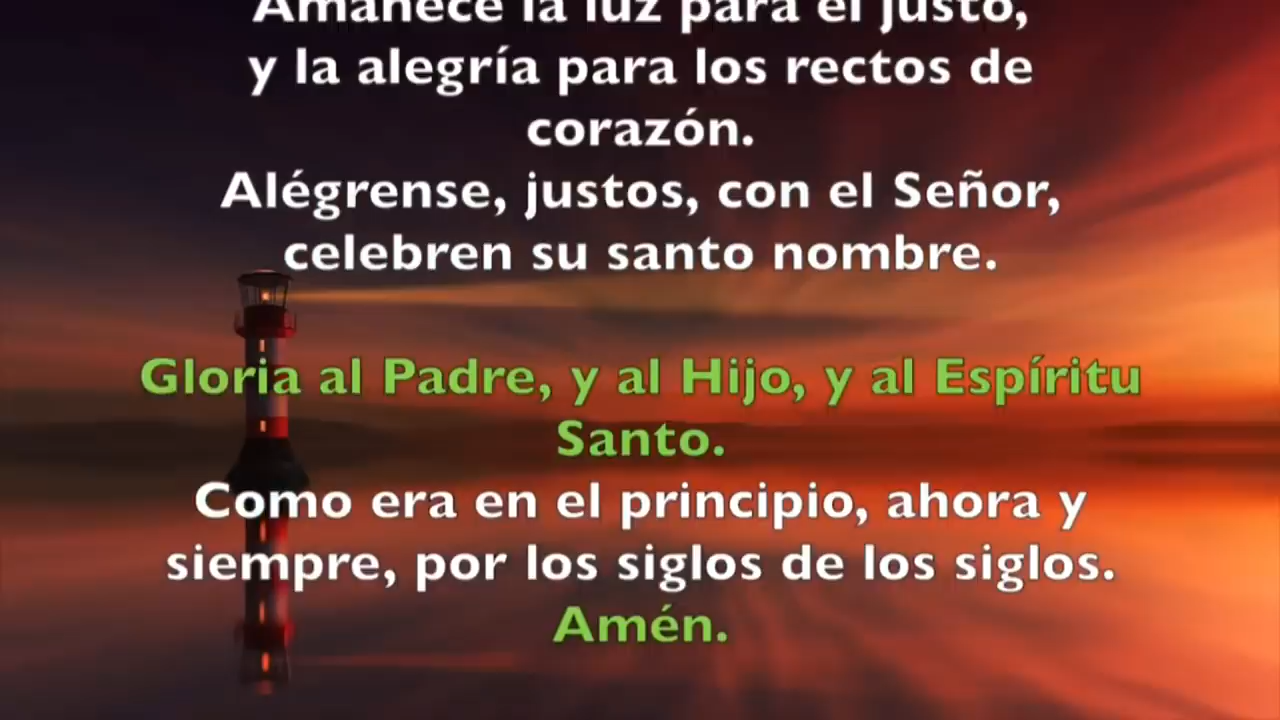 Amanece la luz para el justo,
y la alegría para los rectos de
corazón.
Alégrense, justos, con el Señor,
celebren su santo nombre.
Gloria al Padre, y al Hijo, y al Espíritu
Santo.
Como era en el principio, ahora y
siempre, por los siglos de los siglos.
Amén.